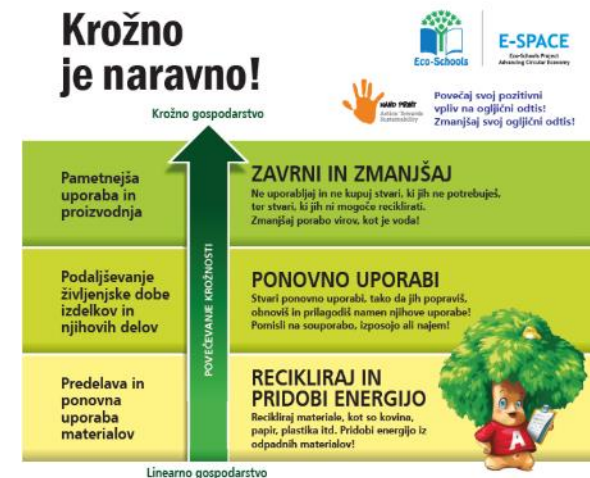 Krožno
je naravno!
Eco-Schools
E-SPACE
Eco-Schools Project
Advancing Circular Economy
HAND PRINT
Action Towards
Sustainability
Povečaj svoj pozitivni
vpliv na ogljični odtis!
Zmanjšaj svoj ogljični odtis!
Krožno gospodarstvo
POVEČEVANJE KROŽNOSTI
Pametnejša
uporaba in
proizvodnja
ZAVRNI IN ZMANJŠAJ
Ne uporabljaj in ne kupuj stvari, ki jih ne potrebuješ,
ter stvari, ki jih ni mogoče reciklirati.
Zmanjšaj porabo virov, kot je voda!
Podaljševanje
življenjske dobe
izdelkov in
njihovih delov
PONOVNO UPORABI
Stvari ponovno uporabi, tako da jih popraviš,
obnoviš in prilagodiš namen njihove uporabe!
Pomisli na souporabo, izposojo ali najem!
Predelava in
ponovna
uporaba
materialov
RECIKLIRAJ IN
PRIDOBI ENERGIJO
Recikliraj materiale, kot so kovina,
papir, plastika itd. Pridobi energijo iz
odpadnih materialov!
A
Linearno gospodarstvo